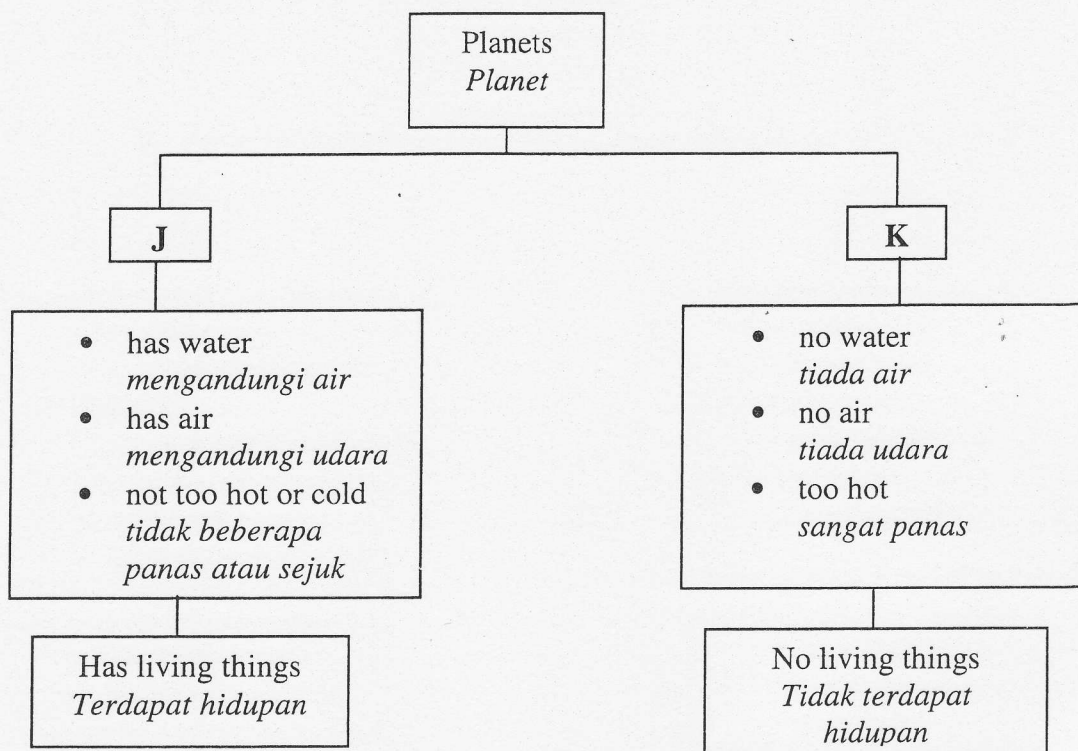 Planets
Planet
J
K
• has water
mengandungi air
• has air
mengandungi udara
• not too hot or cold
tidak beberapa
panas atau sejuk
• no water
tiada air
• no air
tiada udara
• too hot
sangat panas
Has living things
Terdapat hidupan
No living things
Tidak terdapat
hidupan